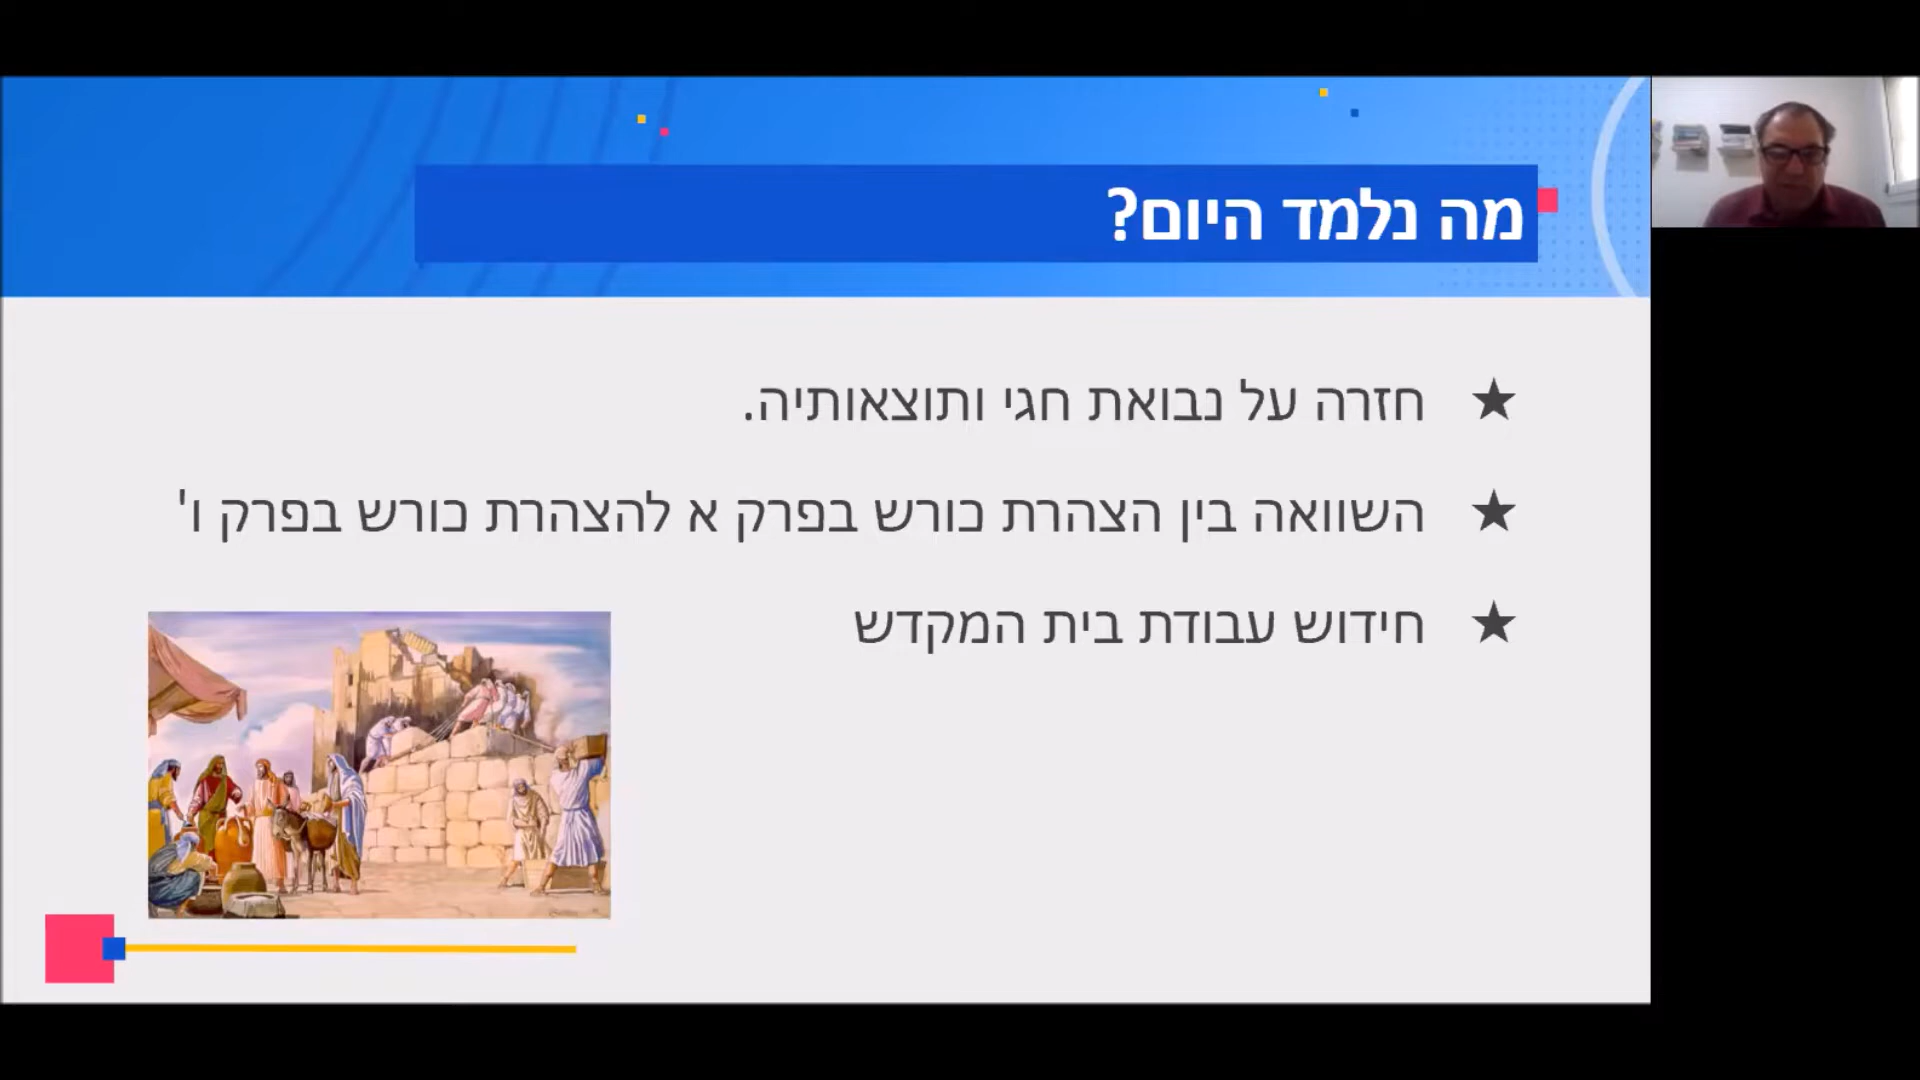 מה נלמד היום?
חזרה על נבואת חגי ותוצאותיה.
השוואה בין הצהרת כורש בפרק א להצהרת כורש בפרק ו'
חידוש עבודת בית המקדש